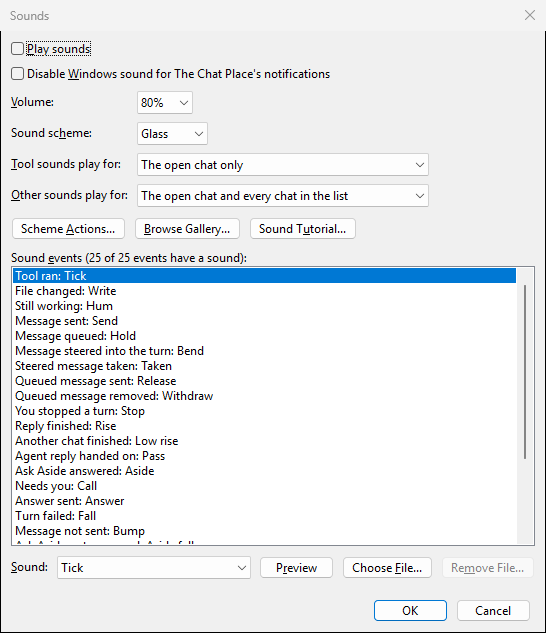 Sounds
Play sounds
Disable Windows sound for The Chat Place's notifications
Volume: 80%
Sound scheme: Glass
Tool sounds play for: The open chat only
Other sounds play for: The open chat and every chat in the list
Scheme Actions... Browse Gallery... Sound Tutorial...
Sound events (25 of 25 events have a sound):
Tool ran: Tick
File changed: Write
Still working: Hum
Message sent: Send
Message queued: Hold
Message steered into the turn: Bend
Steered message taken: Taken
Queued message sent: Release
Queued message removed: Withdraw
You stopped a turn: Stop
Reply finished: Rise
Another chat finished: Low rise
Agent reply handed on: Pass
Ask Aside answered: Aside
Needs you: Call
Answer sent: Answer
Turn failed: Fall
Message not sent: Bump
Sound: Tick Preview Choose File... Remove File...
OK Cancel